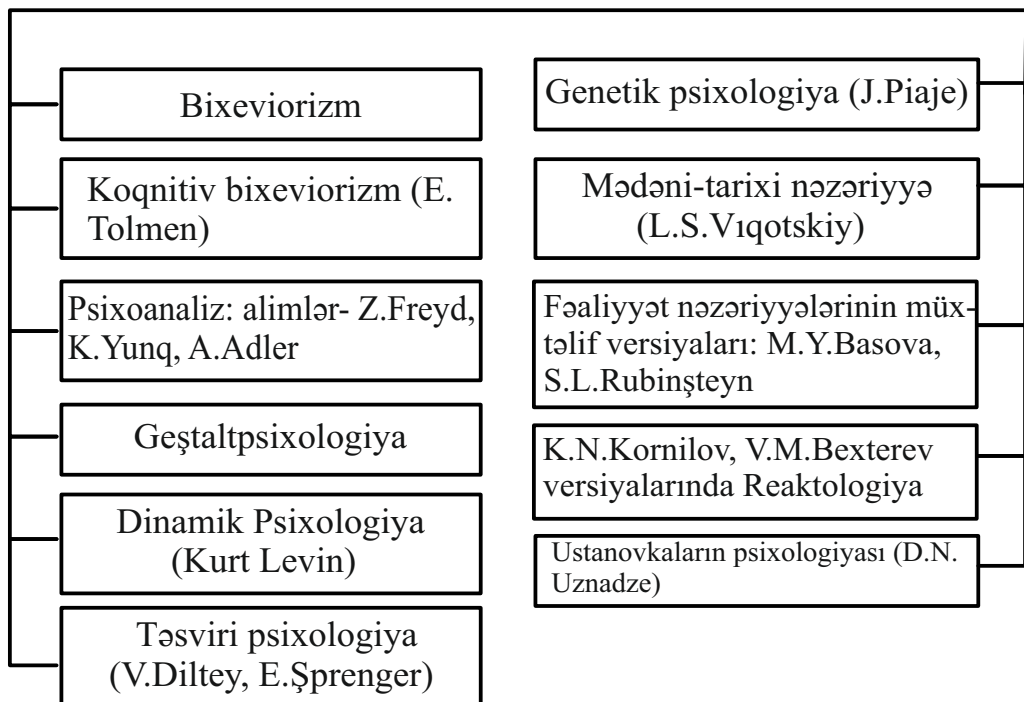 Bixeviorizm
Koqnitiv bixeviorizm (E.
Tolmen)
Psixoanaliz: alimlər- Z.Freyd,
K.Yunq, A.Adler
Geştaltpsixologiya
Dinamik Psixologiya
(Kurt Levin)
Təsviri psixologiya
(V.Diltey, E.Şprenger)
Genetik psixologiya (J.Piaje)
Mədəni-tarixi nəzəriyyə
(L.S.Vıqotskiy)
Fəaliyyət nəzəriyyələrinin müx-
təlif versiyaları: M.Y.Basova,
S.L.Rubinşteyn
K.N.Kornilov, V.M.Bexterev
versiyalarında Reaktologiya
Ustanovkaların psixologiyası (D.N.
Uznadze)